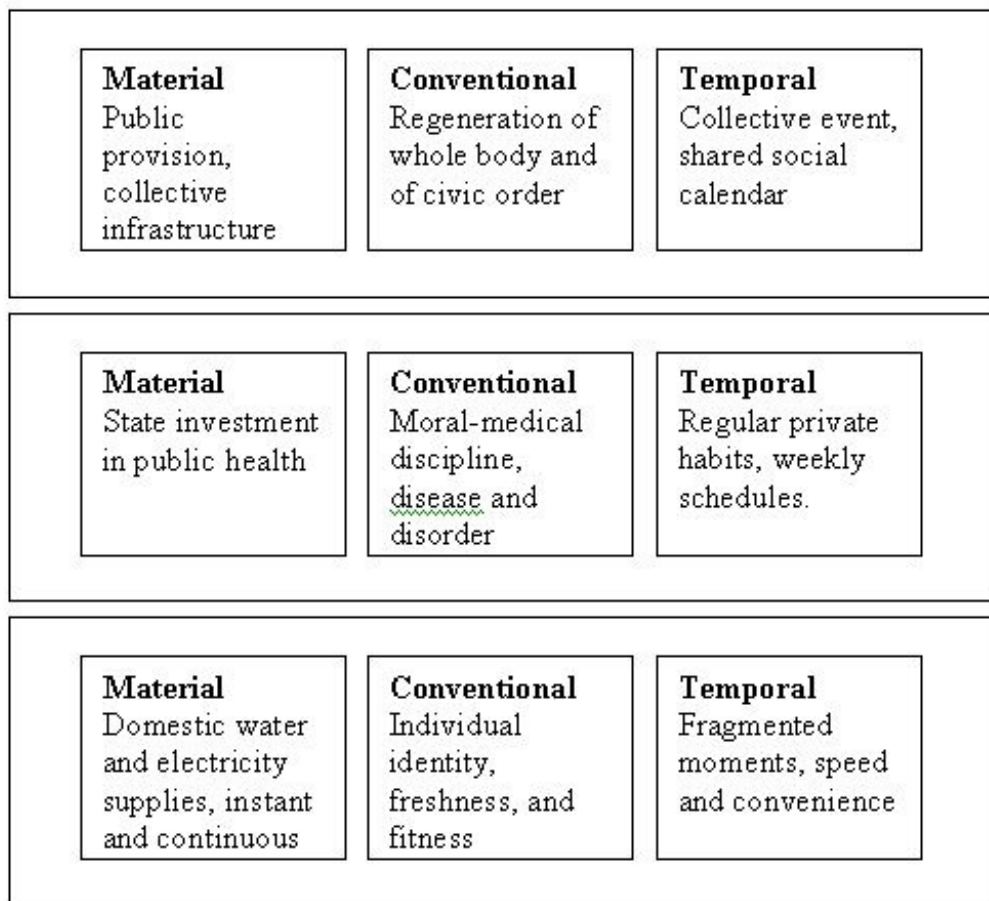 Material
Public
provision,
collective
infrastructure
Conventional
Regeneration of
whole body and
of civic order
Temporal
Collective event,
shared social
calendar
Material
State investment
in public health
Conventional
Moral-medical
discipline,
disease and
disorder
Temporal
Regular private
habits, weekly
schedules.
Material
Domestic water
and electricity
supplies, instant
and continuous
Conventional
Individual
identity,
freshness, and
fitness
Temporal
Fragmented
moments, speed
and convenience